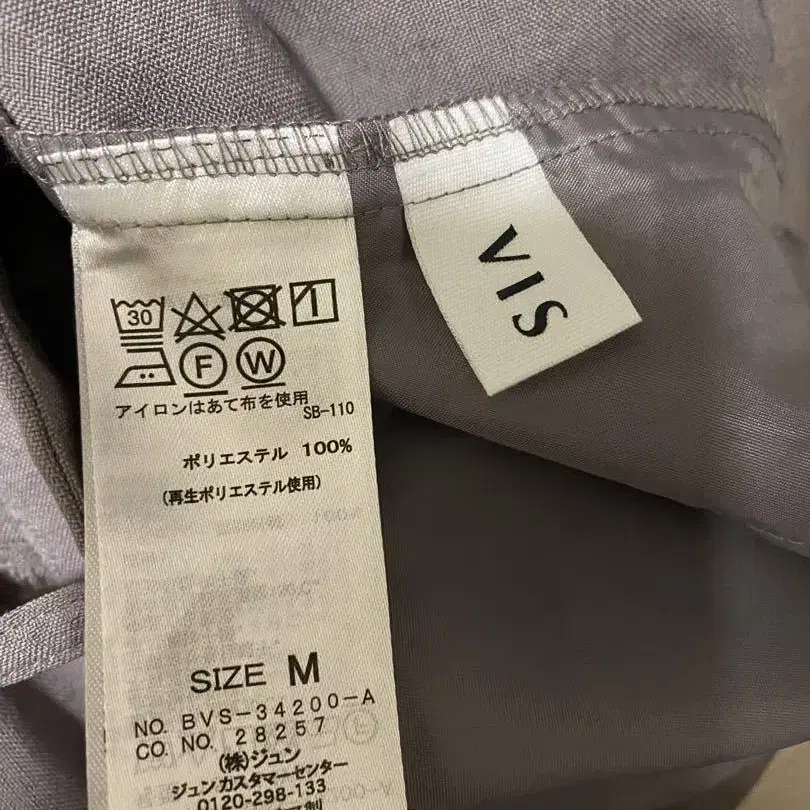 VIS
30
F W
アイロンはあて布を使用
SB-110
ポリエステル 100%
(再生ポリエステル使用)
SIZE M
NO. BVS-34200-A
CO. NO. 28257
(株)ジュン
ジュンカスタマーセンター
0120-298-133
製